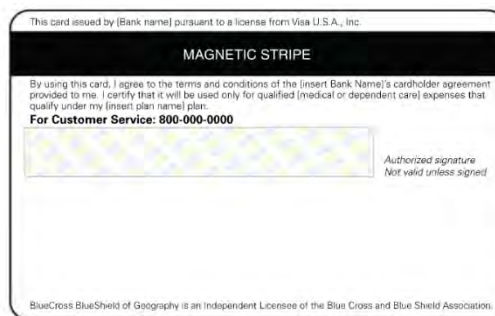 This card issued by [Bank name] pursuant to a license from Visa U.S.A., Inc.
MAGNETIC STRIPE
By using this card, I agree to the terms and conditions of the [insert Bank Name]'s cardholder agreement
provided to me. I certify that it will be used only for qualified [medical or dependent care] expenses that
qualify under my [insert plan name] plan.
For Customer Service: 800-000-0000
Authorized signature
Not valid unless signed
BlueCross BlueShield of Geography is an Independent Licensee of the Blue Cross and Blue Shield Association.